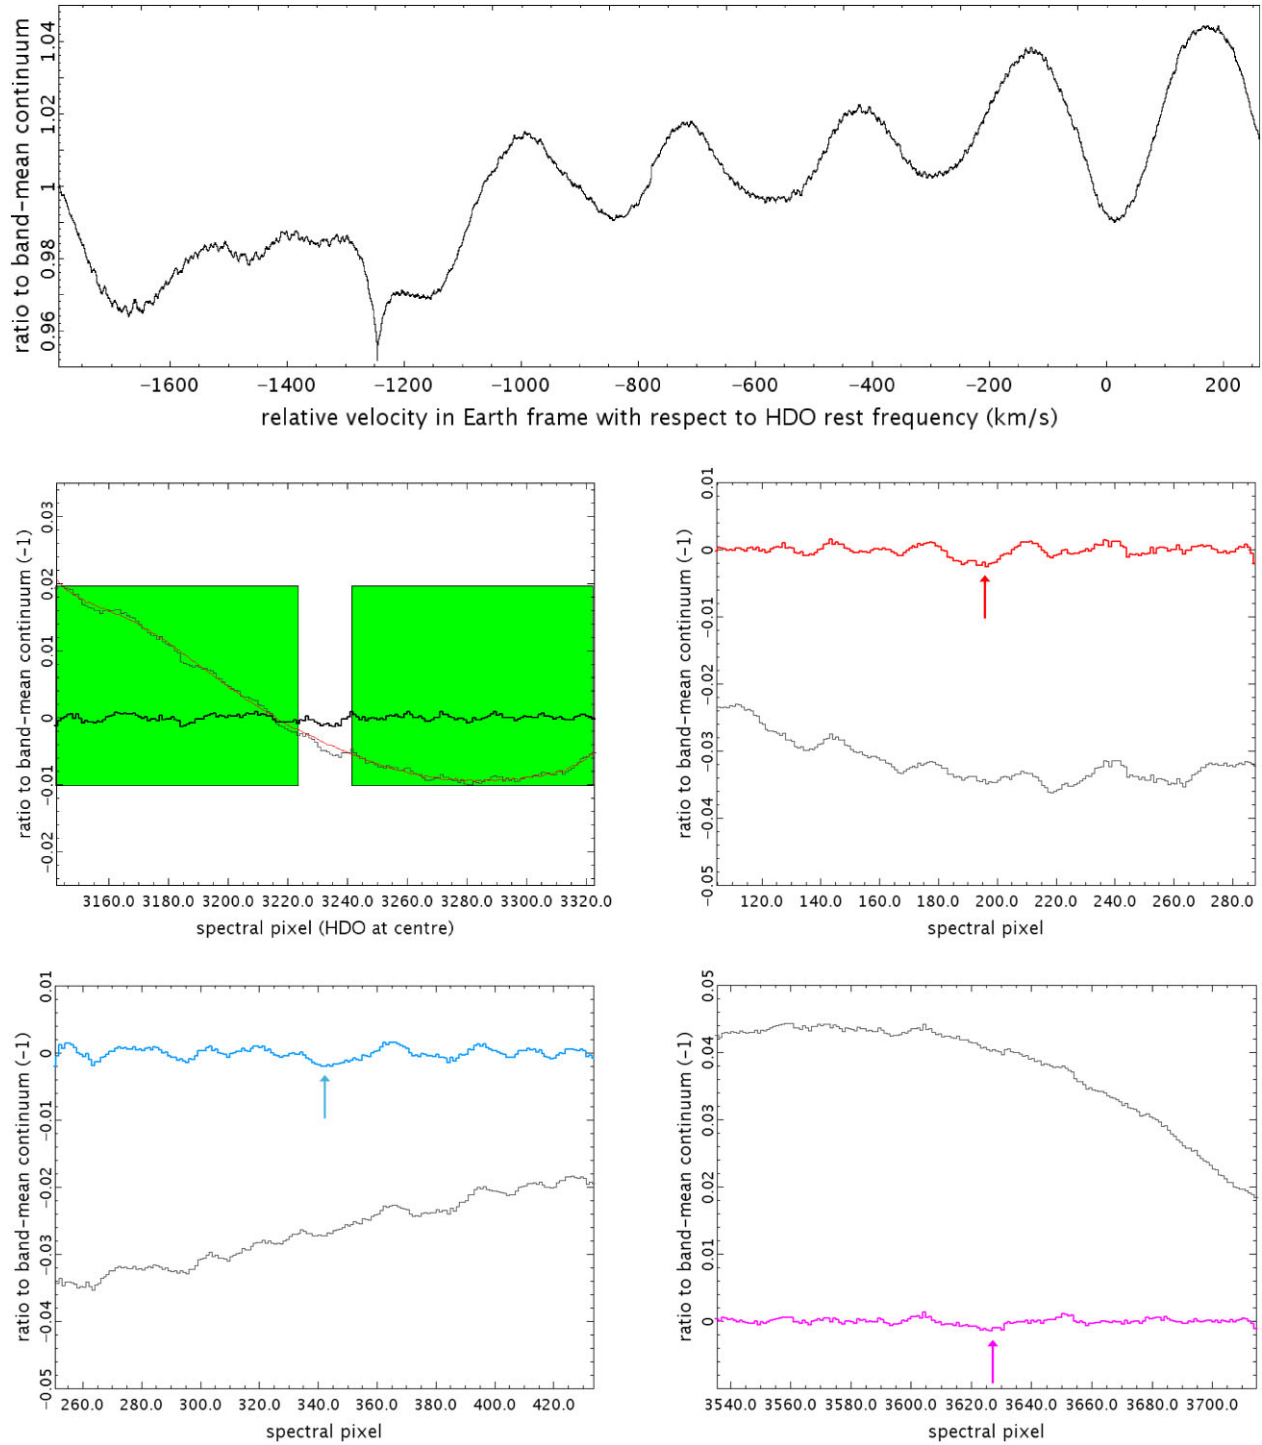 ratio to band−mean continuum
0.96 0.98 1 1.02 1.04
−1600 −1400 −1200 −1000 −800 −600 −400 −200 0 200
relative velocity in Earth frame with respect to HDO rest frequency (km/s)
ratio to band−mean continuum (−1)
−0.02 −0.01 0 0.01 0.02 0.03
3160.0 3180.0 3200.0 3220.0 3240.0 3260.0 3280.0 3300.0 3320.0
spectral pixel (HDO at centre)
ratio to band−mean continuum (−1)
−0.05 −0.04 −0.03 −0.02 −0.01 0 0.01
120.0 140.0 160.0 180.0 200.0 220.0 240.0 260.0 280.0
spectral pixel
ratio to band−mean continuum (−1)
−0.05 −0.04 −0.03 −0.02 −0.01 0 0.01
260.0 280.0 300.0 320.0 340.0 360.0 380.0 400.0 420.0
spectral pixel
ratio to band−mean continuum (−1)
0 0.01 0.02 0.03 0.04 0.05
3540.0 3560.0 3580.0 3600.0 3620.0 3640.0 3660.0 3680.0 3700.0
spectral pixel